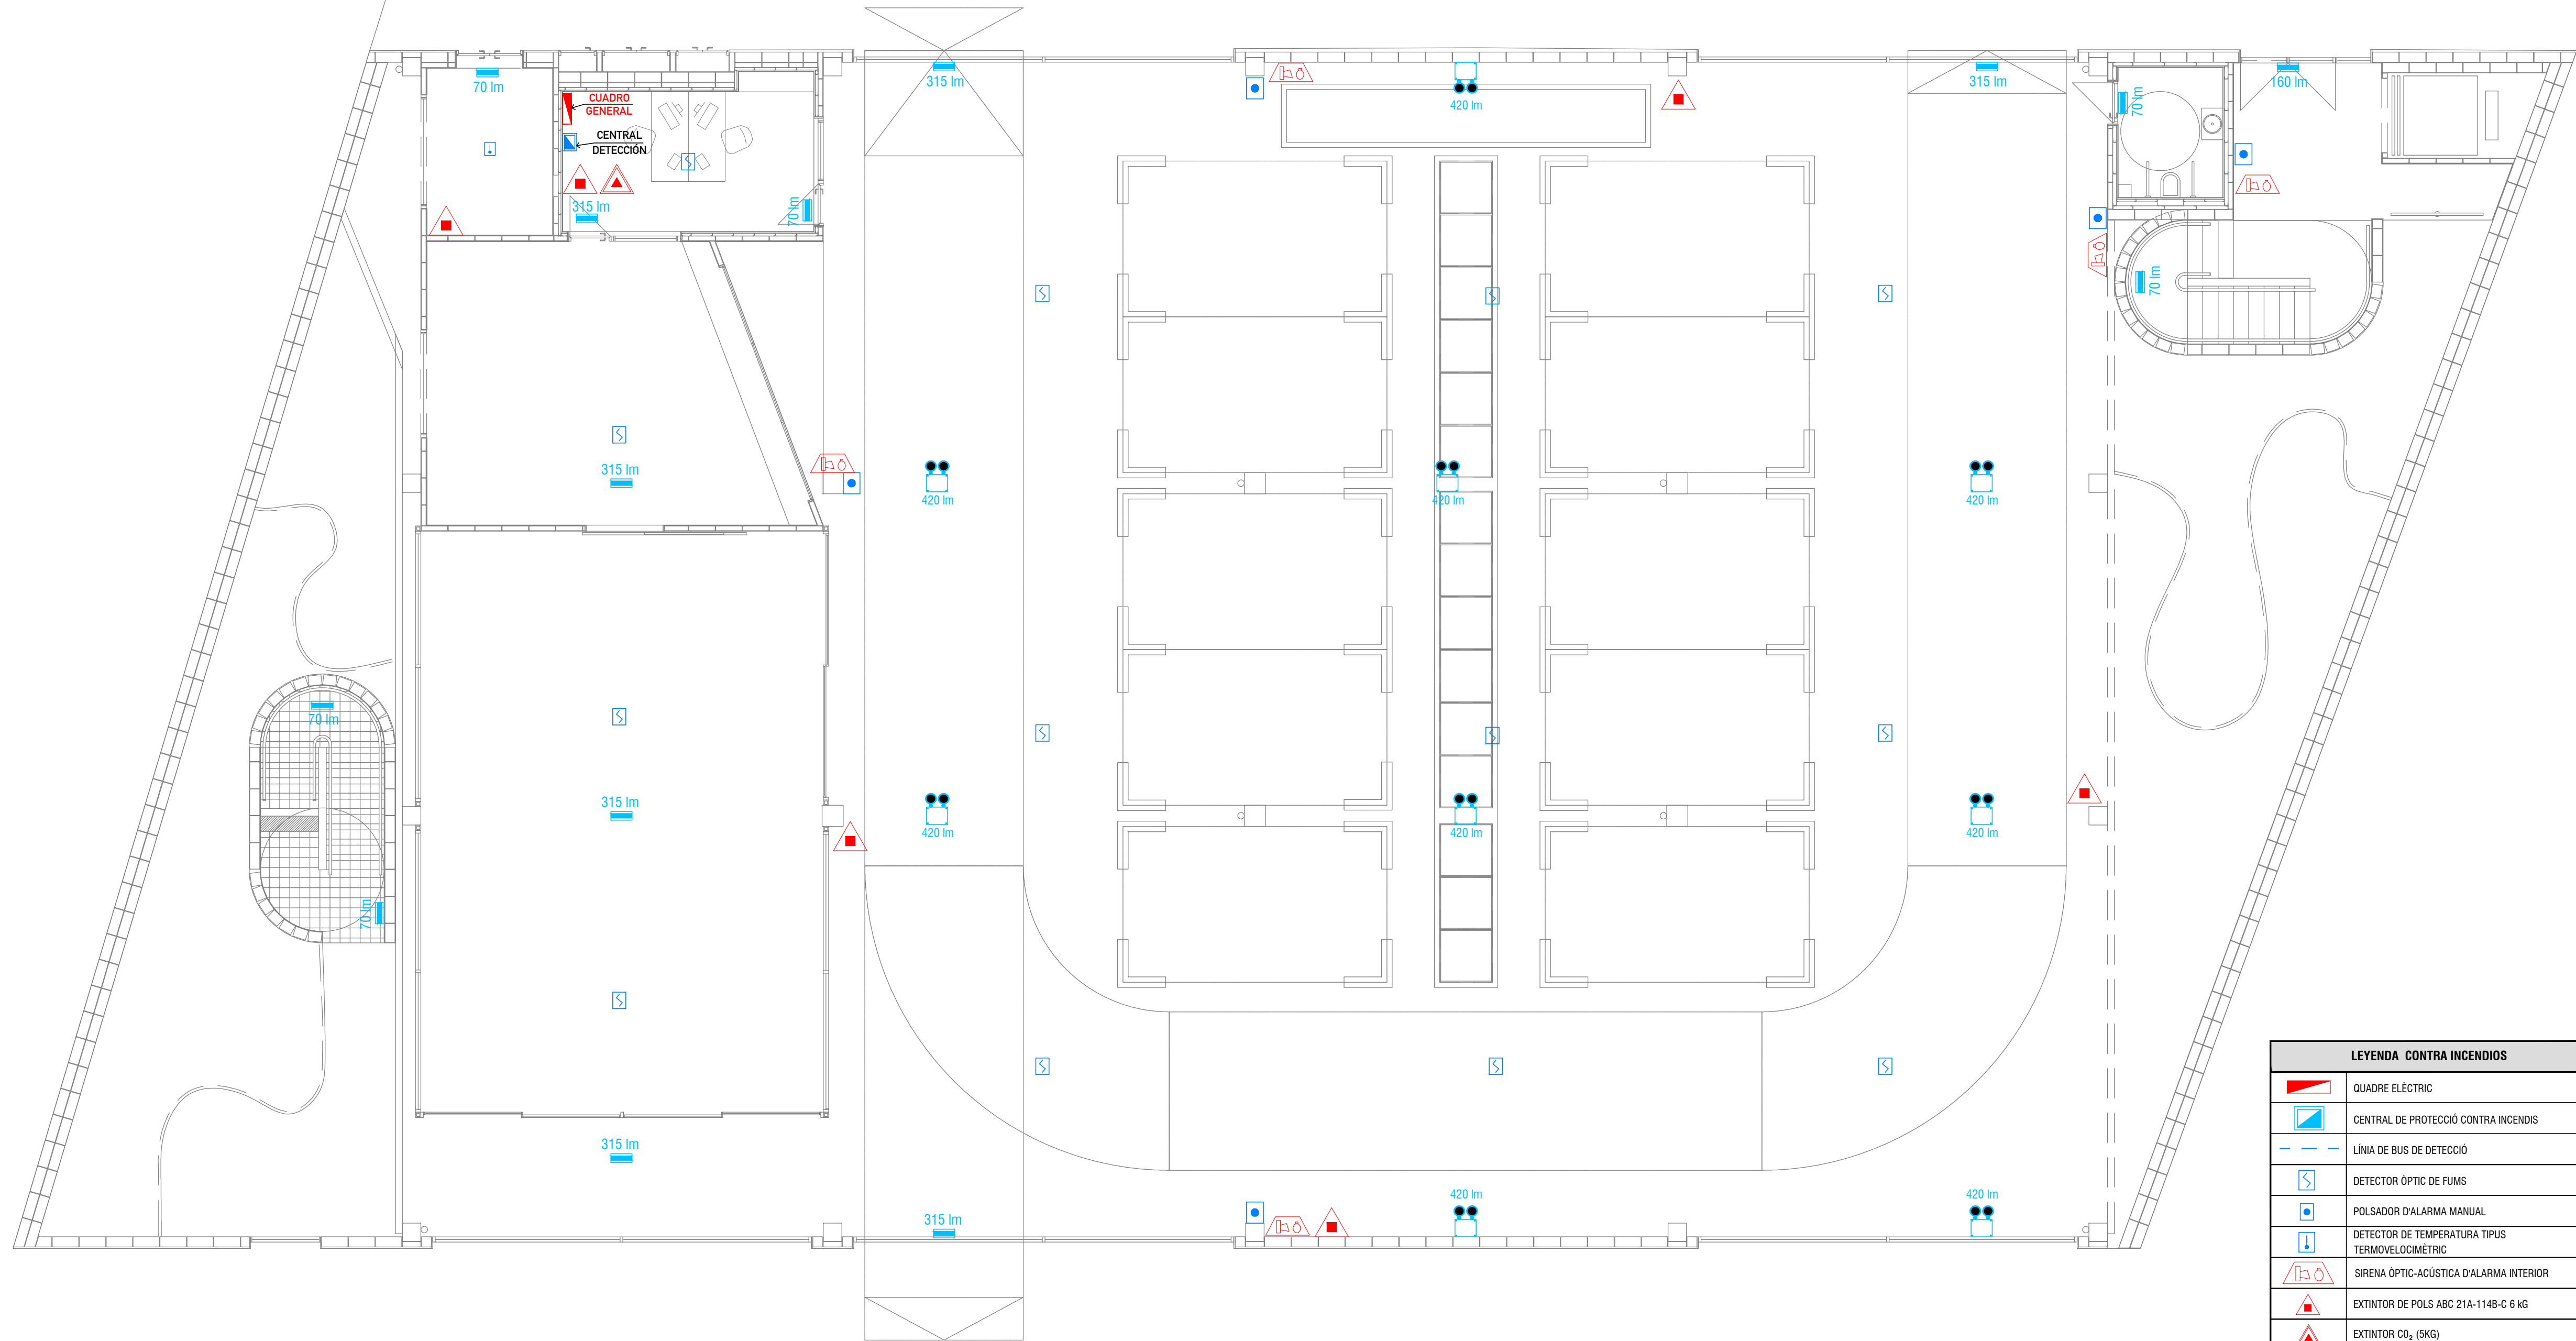 70 lm
CUADRO
GENERAL
CENTRAL
DETECCIÓN
315 lm
70 lm
315 lm
420 lm
315 lm
70 lm
160 lm
70 lm
315 lm
420 lm
420 lm
420 lm
70 lm
315 lm
420 lm
420 lm
420 lm
70 lm
315 lm
315 lm
420 lm
420 lm
LEYENDA CONTRA INCENDIOS
QUADRE ELÈCTRIC
CENTRAL DE PROTECCIÓ CONTRA INCENDIS
LÍNIA DE BUS DE DETECCIÓ
DETECTOR ÒPTIC DE FUMS
POLSADOR D'ALARMA MANUAL
DETECTOR DE TEMPERATURA TIPUS
TERMOVELOCIMÈTRIC
SIRENA ÒPTIC-ACÚSTICA D'ALARMA INTERIOR
EXTINTOR DE POLS ABC 21A-114B-C 6 kG
EXTINTOR CO₂ (5KG)